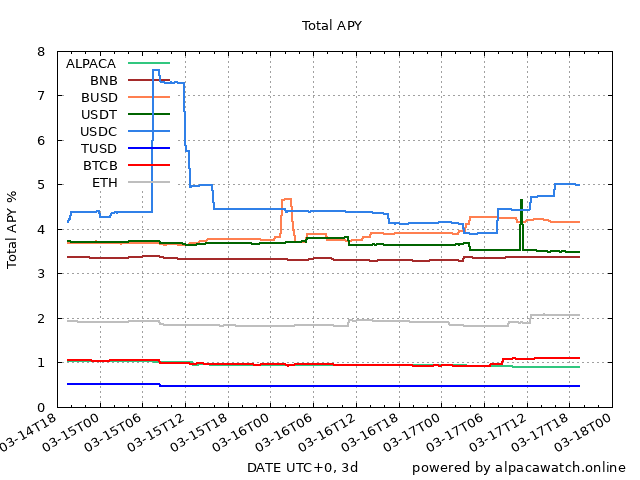 Total APY
Total APY %
8
7
6
5
4
3
2
1
0
ALPACA
BNB
BUSD
USDT
USDC
TUSD
BTCB
ETH
03-14T18
03-15T00
03-15T06
03-15T12
03-15T18
03-16T00
03-16T06
03-16T12
03-16T18
03-17T00
03-17T06
03-17T12
03-17T18
03-18T00
DATE UTC+0, 3d
powered by alpacawatch.online